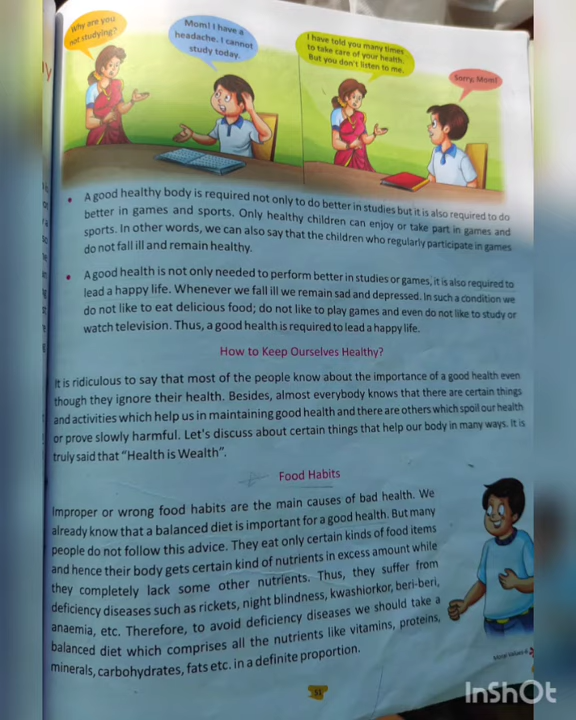 Why are you
not studying?
Mom! I have a
headache. I cannot
study today.
I have told you many times
to take care of your health.
But you don't listen to me.
Sorry, Mom!
• A good healthy body is required not only to do better in studies but it is also required to do
better in games and sports. Only healthy children can enjoy or take part in games and
sports. In other words, we can also say that the children who regularly participate in games
do not fall ill and remain healthy.
• A good health is not only needed to perform better in studies or games, it is also required to
lead a happy life. Whenever we fall ill we remain sad and depressed. In such a condition we
do not like to eat delicious food; do not like to play games and even do not like to study or
watch television. Thus, a good health is required to lead a happy life.
How to Keep Ourselves Healthy?
It is ridiculous to say that most of the people know about the importance of a good health even
though they ignore their health. Besides, almost everybody knows that there are certain things
and activities which help us in maintaining good health and there are others which spoil our health
or prove slowly harmful. Let's discuss about certain things that help our body in many ways. It is
truly said that "Health is Wealth".
Food Habits
Improper or wrong food habits are the main causes of bad health. We
already know that a balanced diet is important for a good health. But many
people do not follow this advice. They eat only certain kinds of food items
and hence their body gets certain kind of nutrients in excess amount while
they completely lack some other nutrients. Thus, they suffer from
deficiency diseases such as rickets, night blindness, kwashiorkor, beri-beri,
anaemia, etc. Therefore, to avoid deficiency diseases we should take a
balanced diet which comprises all the nutrients like vitamins, proteins,
minerals, carbohydrates, fats etc. in a definite proportion.
Moral Values-6
InShOt